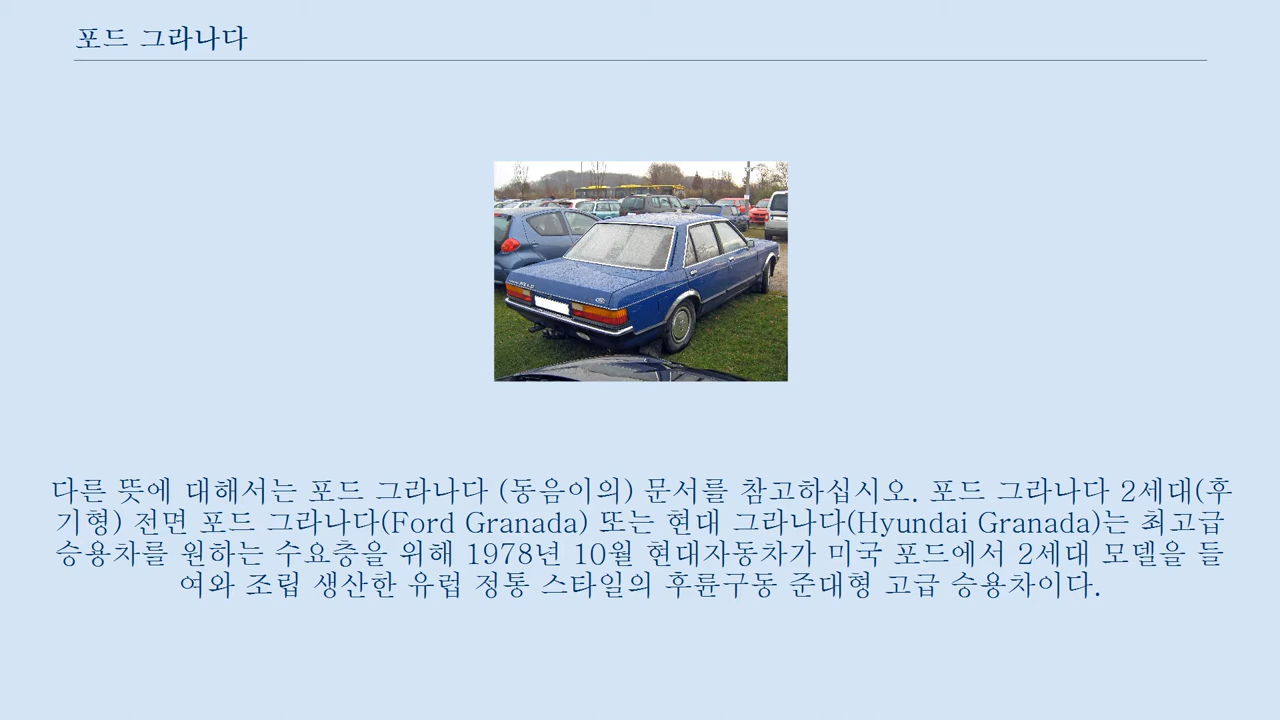 포드 그라나다
다른 뜻에 대해서는 포드 그라나다 (동음이의) 문서를 참고하십시오. 포드 그라나다 2세대(후
기형) 전면 포드 그라나다(Ford Granada) 또는 현대 그라나다(Hyundai Granada)는 최고급
승용차를 원하는 수요층을 위해 1978년 10월 현대자동차가 미국 포드에서 2세대 모델을 들
여와 조립 생산한 유럽 정통 스타일의 후륜구동 준대형 고급 승용차이다.